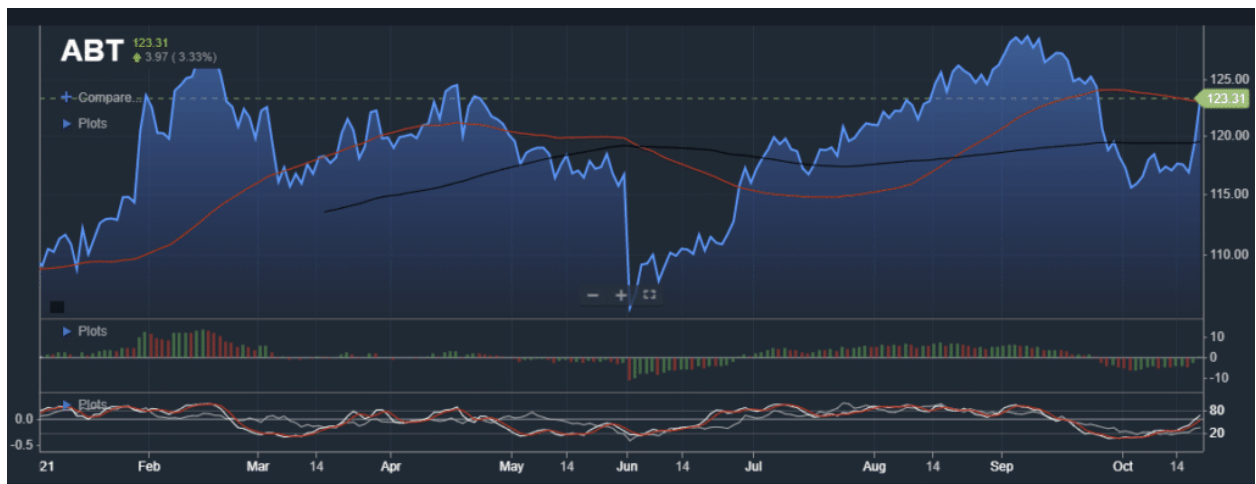 ABT 123.31
3.97 (3.33%)
Compare...
Plots
125.00
123.31
120.00
115.00
110.00
Plots
10
0
-10
Plots
0.0
-0.5
80
20
21 Feb Mar 14 Apr May 14 Jun 14 Jul Aug 14 Sep Oct 14